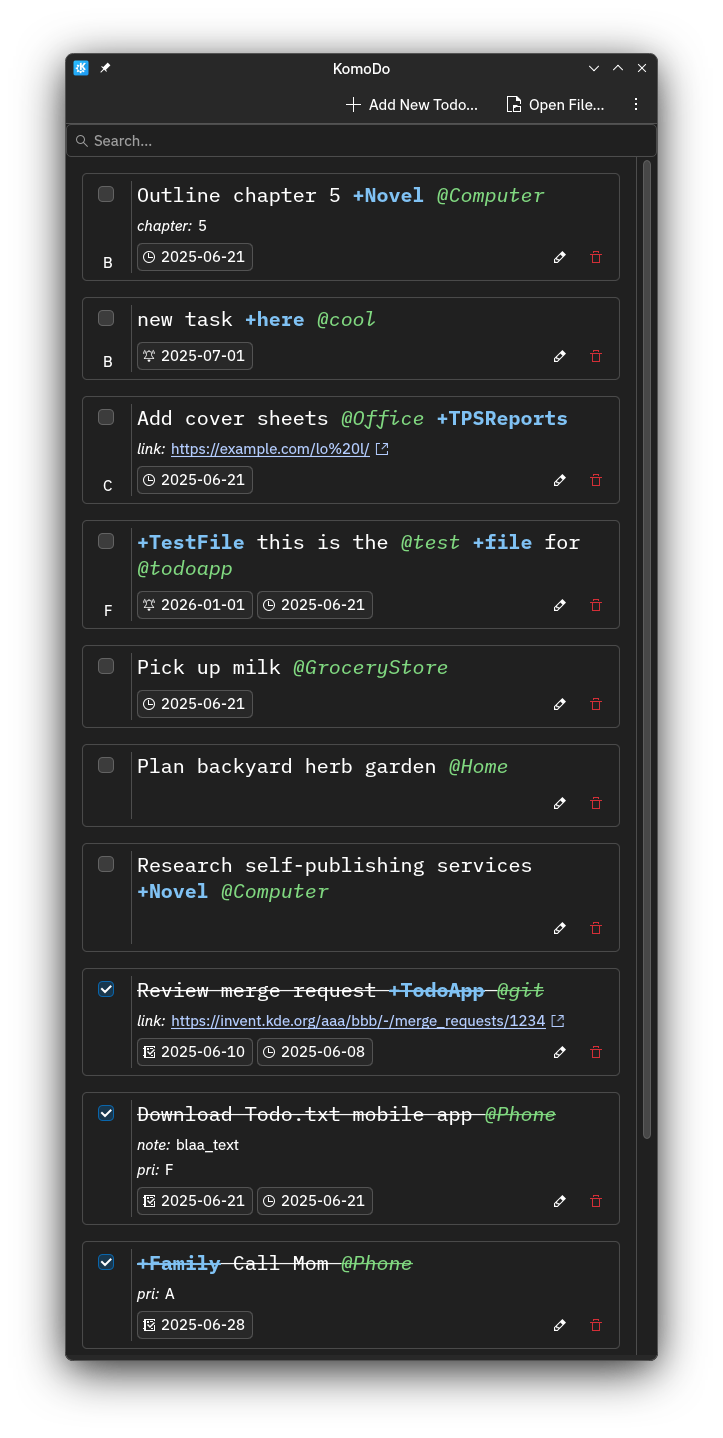 KomoDo
Add New Todo...
Open File...
Search...
Outline chapter 5 +Novel @Computer
chapter: 5
B
2025-06-21
new task +here @cool
B
2025-07-01
Add cover sheets @Office +TPSReports
link: https://example.com/lo%20l/
C
2025-06-21
+TestFile this is the @test +file for
@todoapp
F
2026-01-01 2025-06-21
Pick up milk @GroceryStore
2025-06-21
Plan backyard herb garden @Home
Research self-publishing services
+Novel @Computer
Review merge request +TodoApp @git
link: https://invent.kde.org/aaa/bbb/-/merge_requests/1234
2025-06-10 2025-06-08
Download Todo.txt mobile app @Phone
note: blaa_text
pri: F
2025-06-21 2025-06-21
+Family Call Mom @Phone
pri: A
2025-06-28